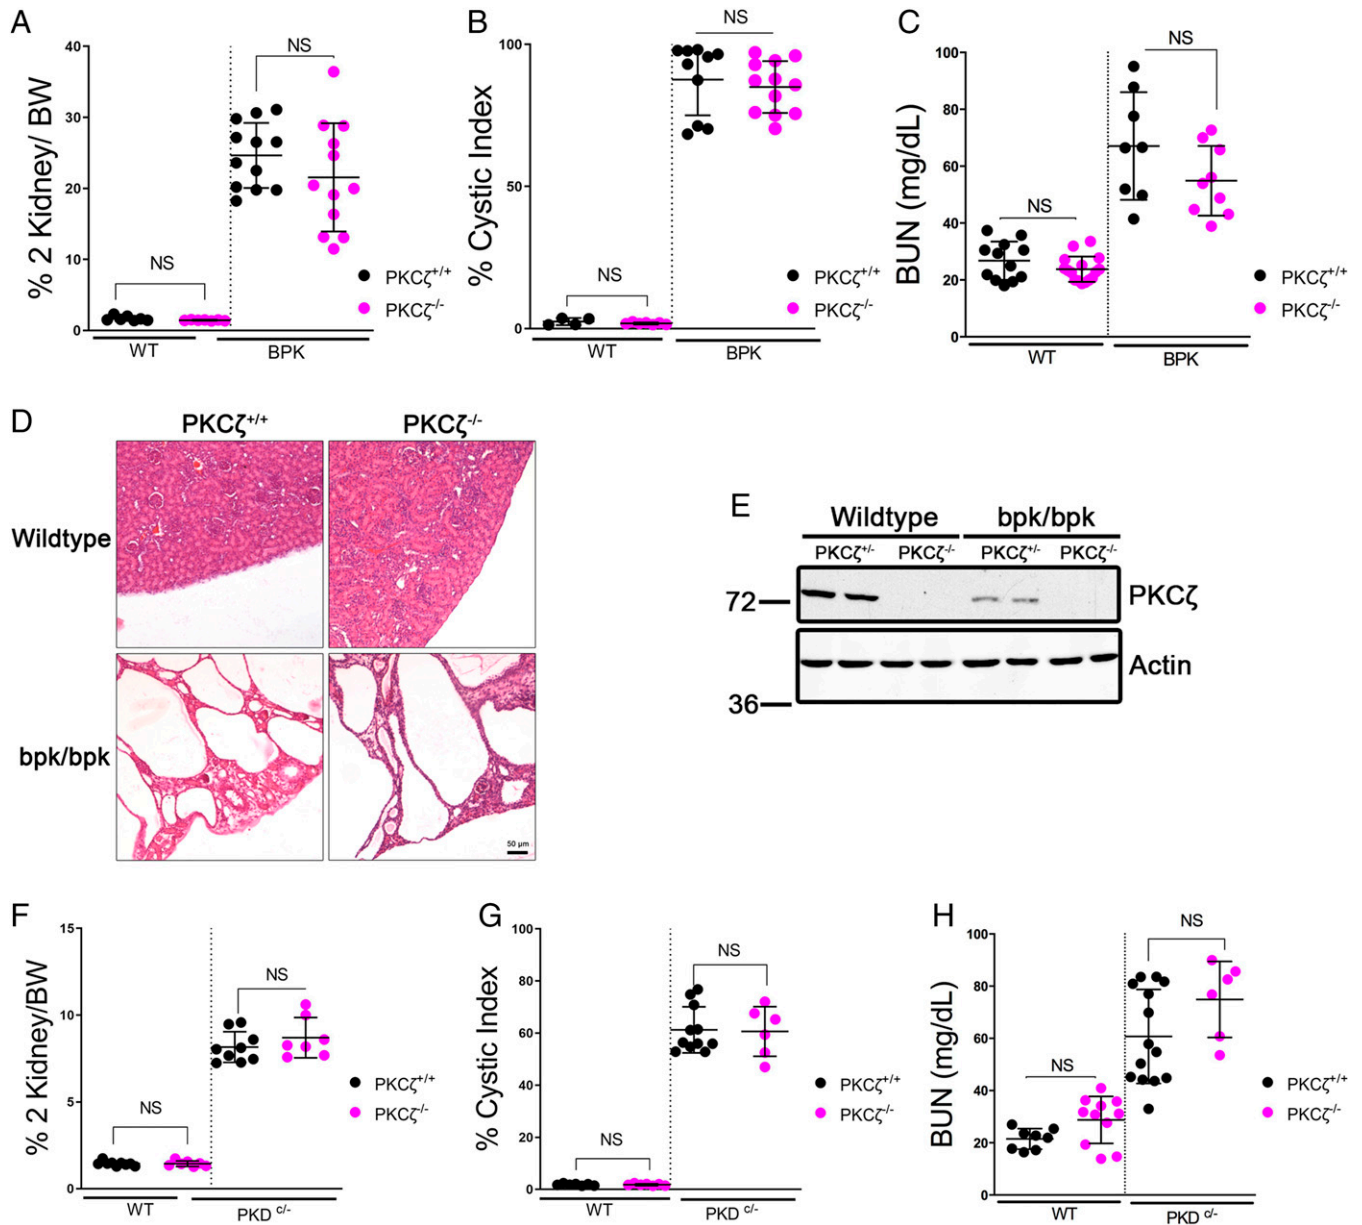 A
% 2 Kidney/ BW
40
30
20
10
0
NS
NS
WT
BPK
PKCζ+/+
PKCζ-/-
B
% Cystic Index
100
50
0
NS
NS
WT
BPK
PKCζ+/+
PKCζ-/-
C
BUN (mg/dL)
100
80
60
40
20
0
NS
NS
WT
BPK
PKCζ+/+
PKCζ-/-
D
PKCζ+/+ PKCζ-/-
Wildtype
bpk/bpk
50 µm
E
Wildtype bpk/bpk
PKCζ+/- PKCζ-/- PKCζ+/- PKCζ-/-
72 PKCζ
Actin
36
F
% 2 Kidney/BW
15
10
5
0
NS
NS
WT
PKD c/-
PKCζ+/+
PKCζ-/-
G
% Cystic Index
100
80
60
40
20
0
NS
NS
WT
PKD c/-
PKCζ+/+
PKCζ-/-
H
BUN (mg/dL)
100
80
60
40
20
0
NS
NS
WT
PKD c/-
PKCζ+/+
PKCζ-/-